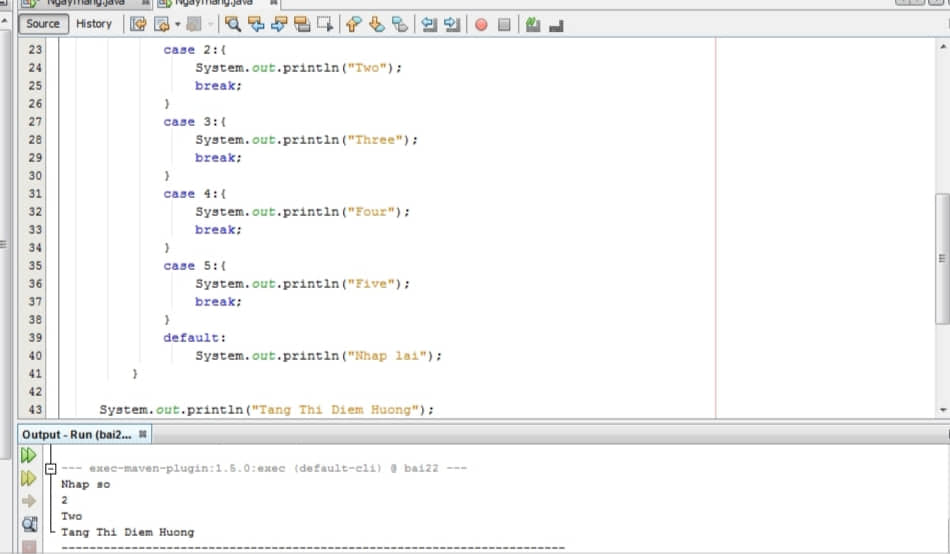 Ngaythang.java
Ngaythang.java
Source History
23 case 2:{
24 System.out.println("Two");
25 break;
26 }
27 case 3:{
28 System.out.println("Three");
29 break;
30 }
31 case 4:{
32 System.out.println("Four");
33 break;
34 }
35 case 5:{
36 System.out.println("Five");
37 break;
38 }
39 default:
40 System.out.println("Nhap lai");
41 }
42
43 System.out.println("Tang Thi Diem Huong");
Output - Run (bai2...
--- exec-maven-plugin:1.5.0:exec (default-cli) @ bai22 ---
Nhap so
2
Two
Tang Thi Diem Huong
------------------------------------------------------------------------